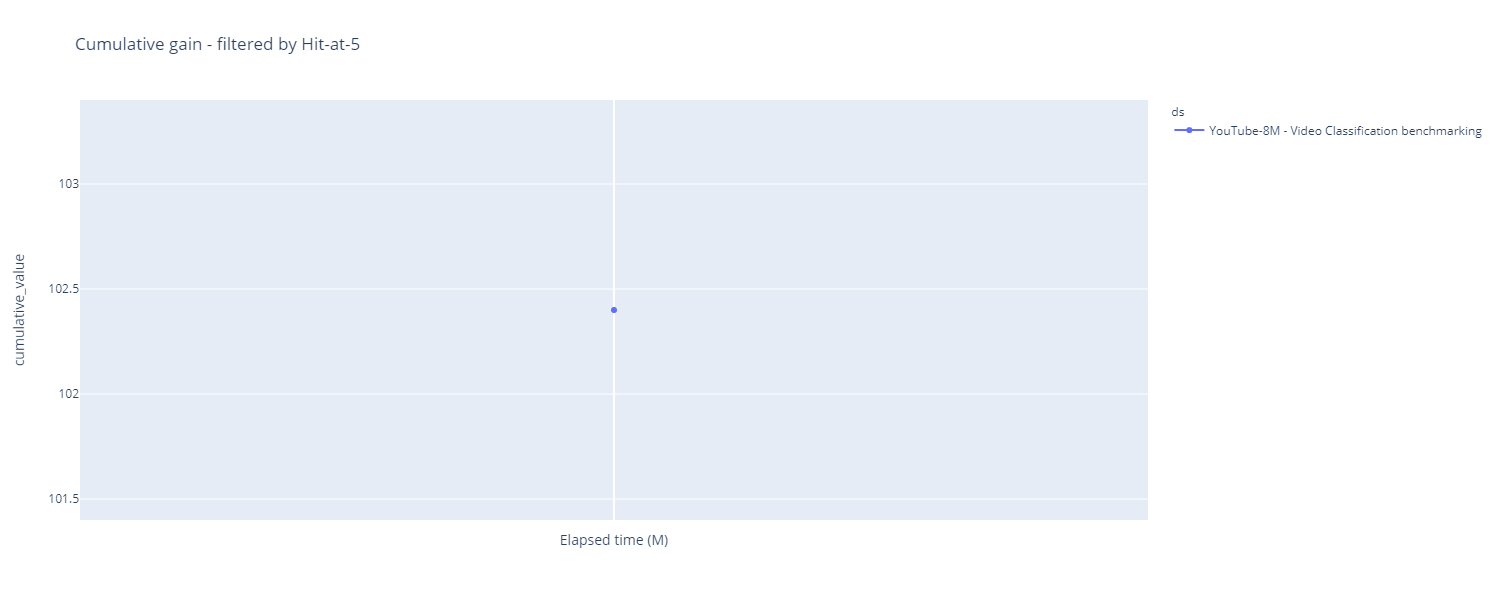 Cumulative gain - filtered by Hit-at-5
ds
YouTube-8M - Video Classification benchmarking
103
102.5
102
101.5
cumulative_value
Elapsed time (M)